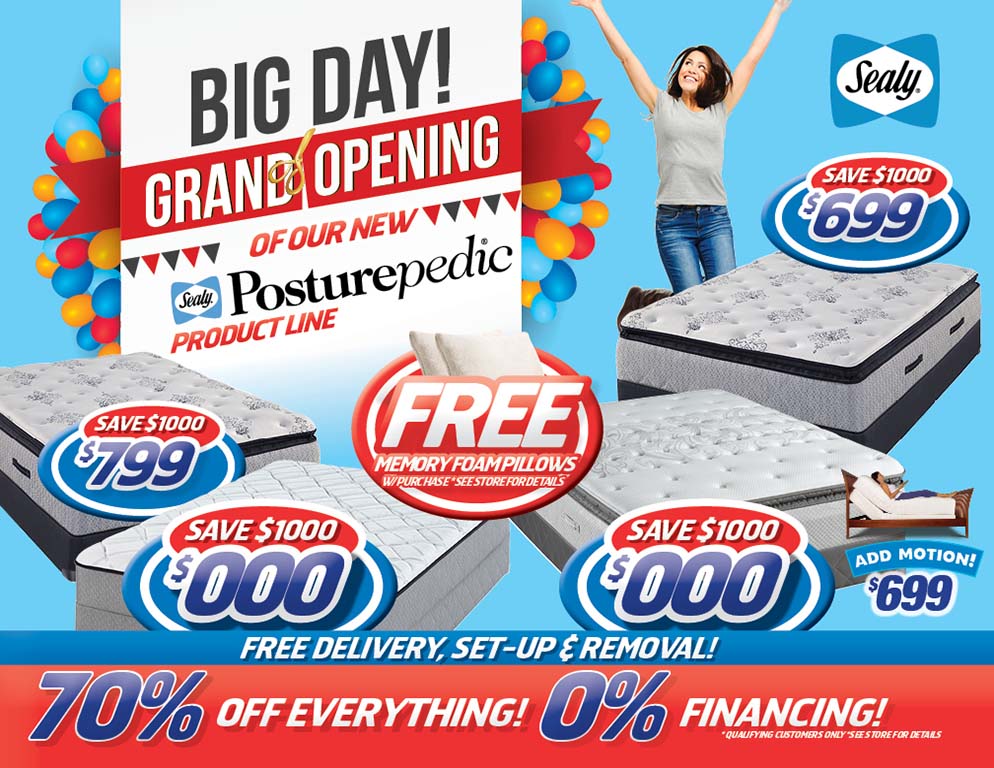 BIG DAY!
GRAND OPENING
OF OUR NEW
Sealy Posturepedic®
PRODUCT LINE
Sealy®
SAVE $1000
$699
SAVE $1000
$799
FREE
MEMORY FOAM PILLOWS
W/PURCHASE *SEE STORE FOR DETAILS
SAVE $1000
$000
SAVE $1000
$000
ADD MOTION!
$699
FREE DELIVERY, SET-UP & REMOVAL!
70% OFF EVERYTHING! 0% FINANCING!
*QUALIFYING CUSTOMERS ONLY *SEE STORE FOR DETAILS